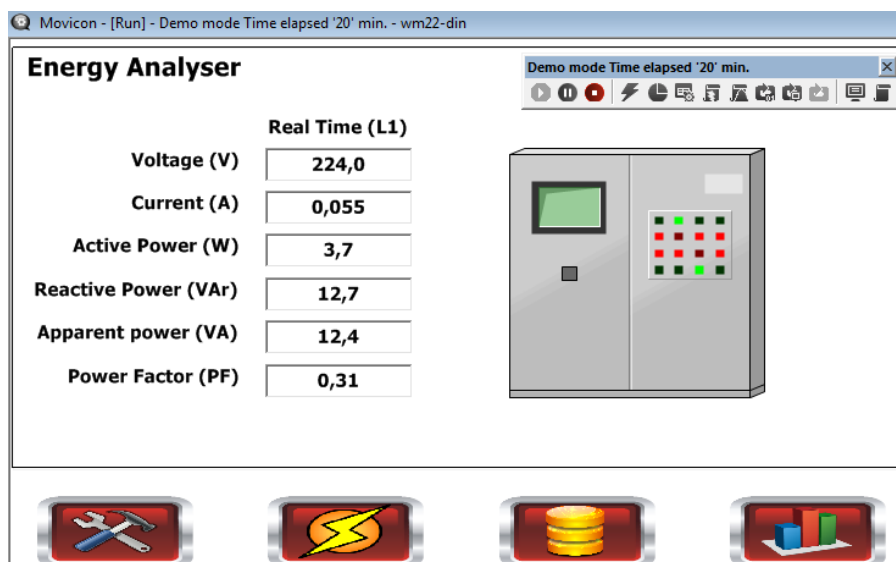 Movicon - [Run] - Demo mode Time elapsed '20' min. - wm22-din
Energy Analyser
Demo mode Time elapsed '20' min.
Real Time (L1)
Voltage (V) 224,0
Current (A) 0,055
Active Power (W) 3,7
Reactive Power (VAr) 12,7
Apparent power (VA) 12,4
Power Factor (PF) 0,31